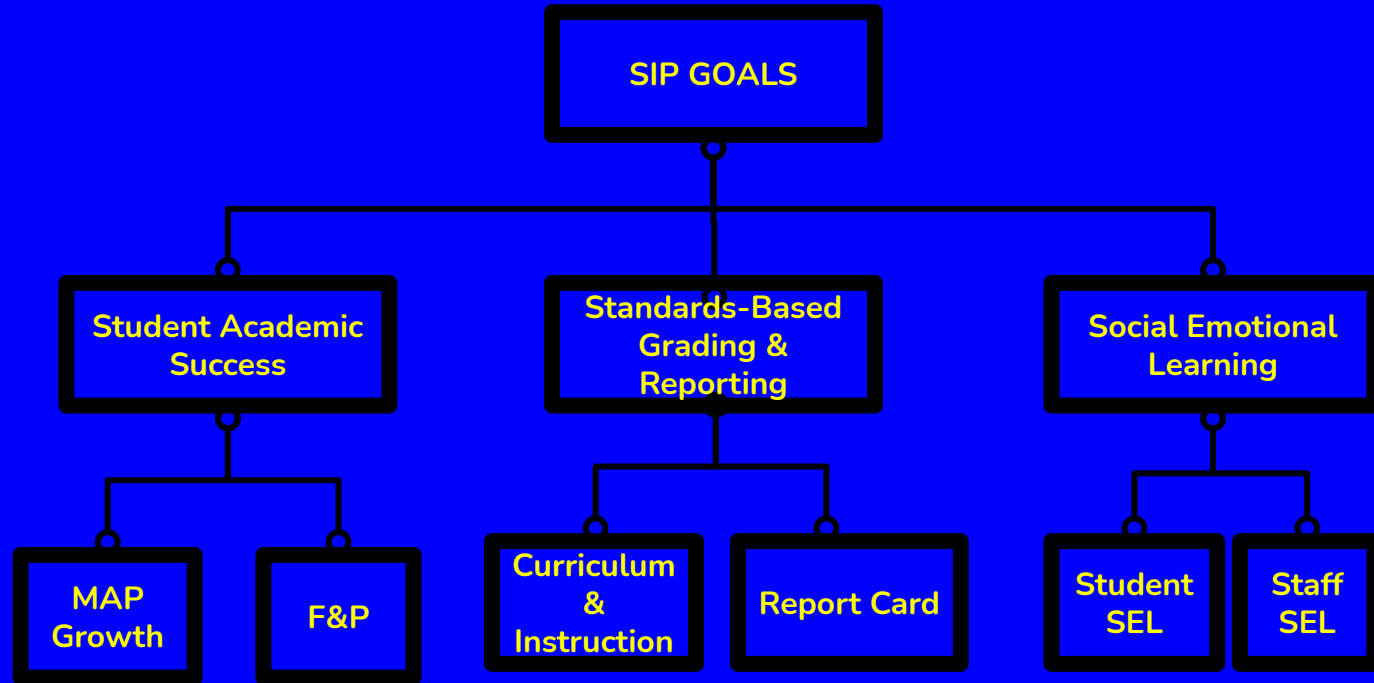 SIP GOALS
Student Academic
Success
Standards-Based
Grading &
Reporting
Social Emotional
Learning
MAP
Growth
F&P
Curriculum
&
Instruction
Report Card
Student
SEL
Staff
SEL